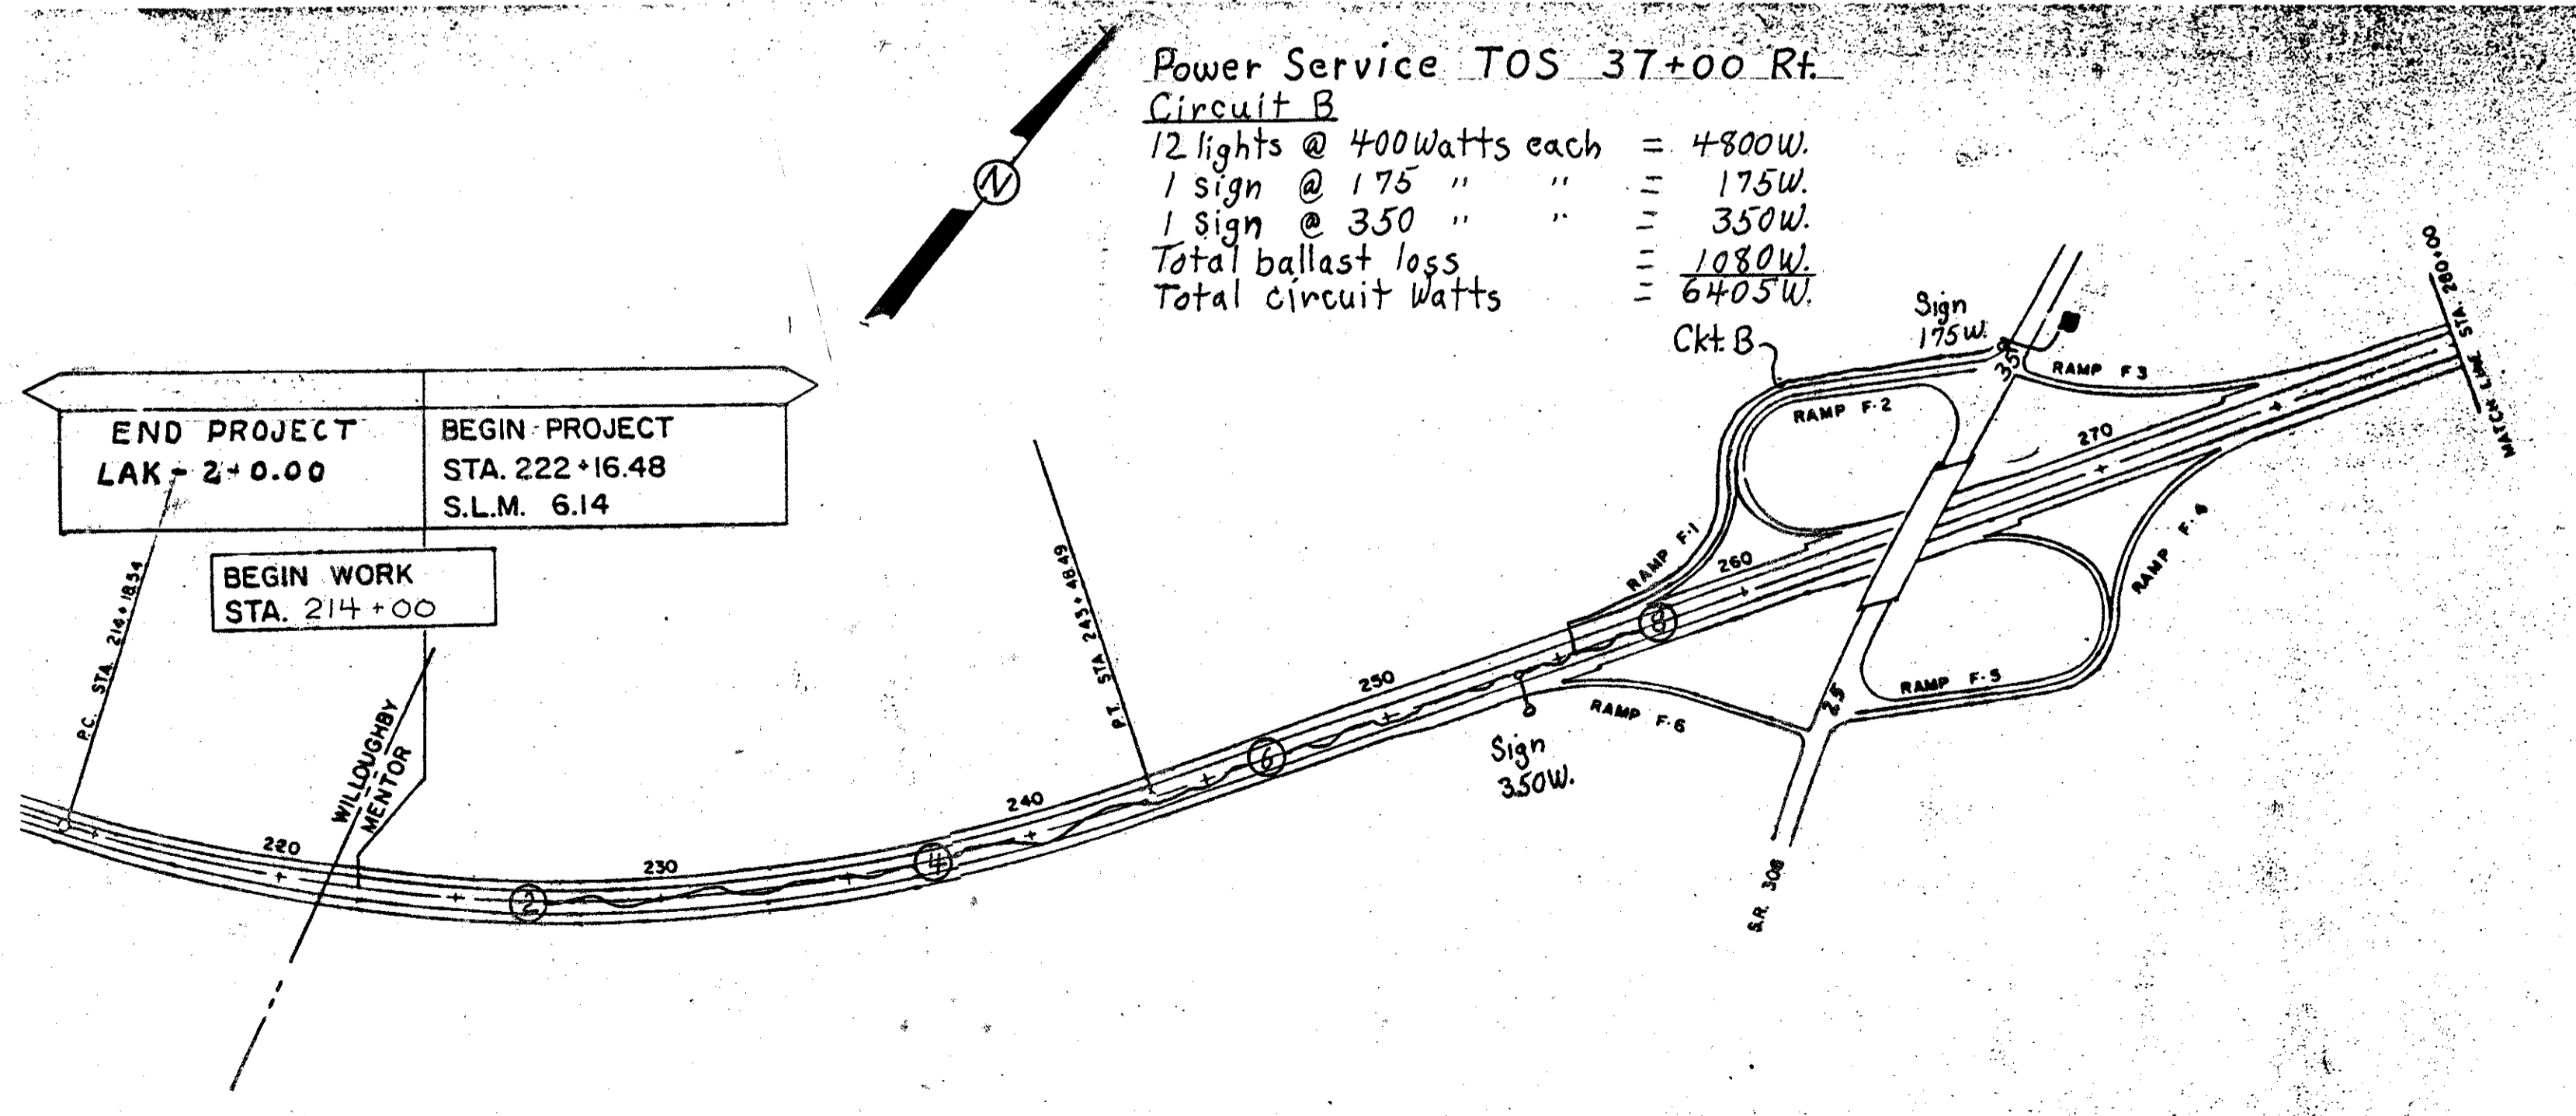 Power Service TOS 37+00 Rt.
Circuit B
12 lights @ 400 Watts each = 4800W.
1 sign @ 175 " " = 175W.
1 Sign @ 350 " " = 350W.
Total ballast loss = 1080W.
Total circuit Watts = 6405W.
N
Ckt. B
Sign
175W.
35
RAMP F3
RAMP F-2
MATCH LINE STA. 280+0
270
RAMP F-1
260
RAMP F-4
END PROJECT
LAK - 2+0.00
BEGIN PROJECT
STA. 222+16.48
S.L.M. 6.14
BEGIN WORK
STA. 214+00
P.C. STA. 214+18.54
P.T. STA. 243+48.49
WILLOUGHBY
MENTOR
8
250
RAMP F-5
25
RAMP F-6
Sign
350W.
6
240
4
230
220
2
S.R. 306